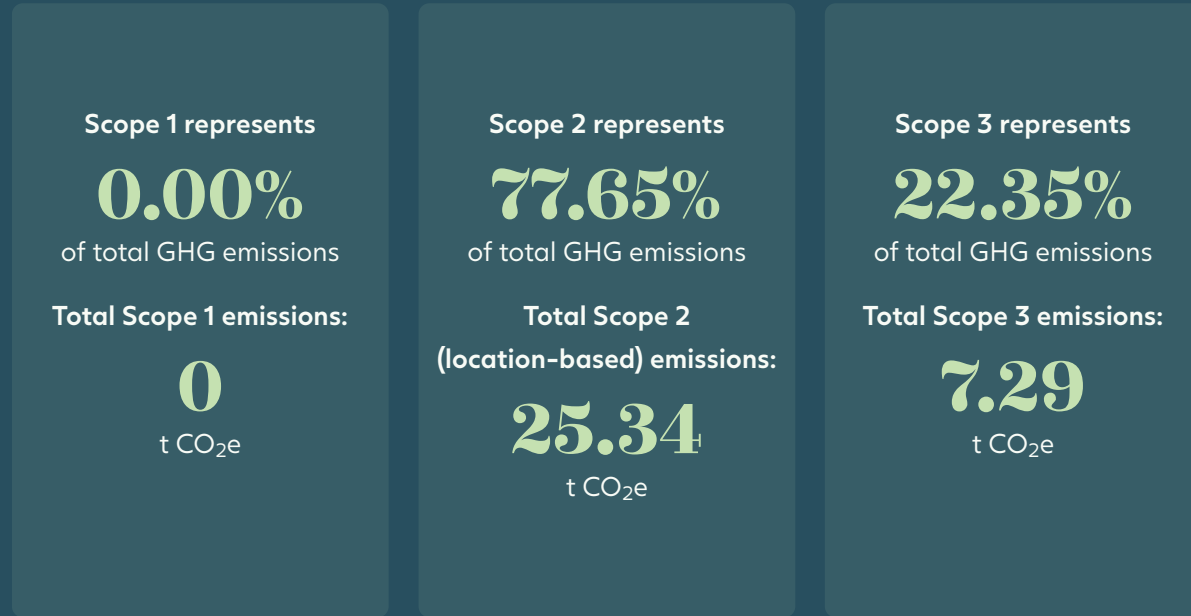 Scope 1 represents
0.00%
of total GHG emissions
Total Scope 1 emissions:
0
t CO₂e
Scope 2 represents
77.65%
of total GHG emissions
Total Scope 2
(location-based) emissions:
25.34
t CO₂e
Scope 3 represents
22.35%
of total GHG emissions
Total Scope 3 emissions:
7.29
t CO₂e